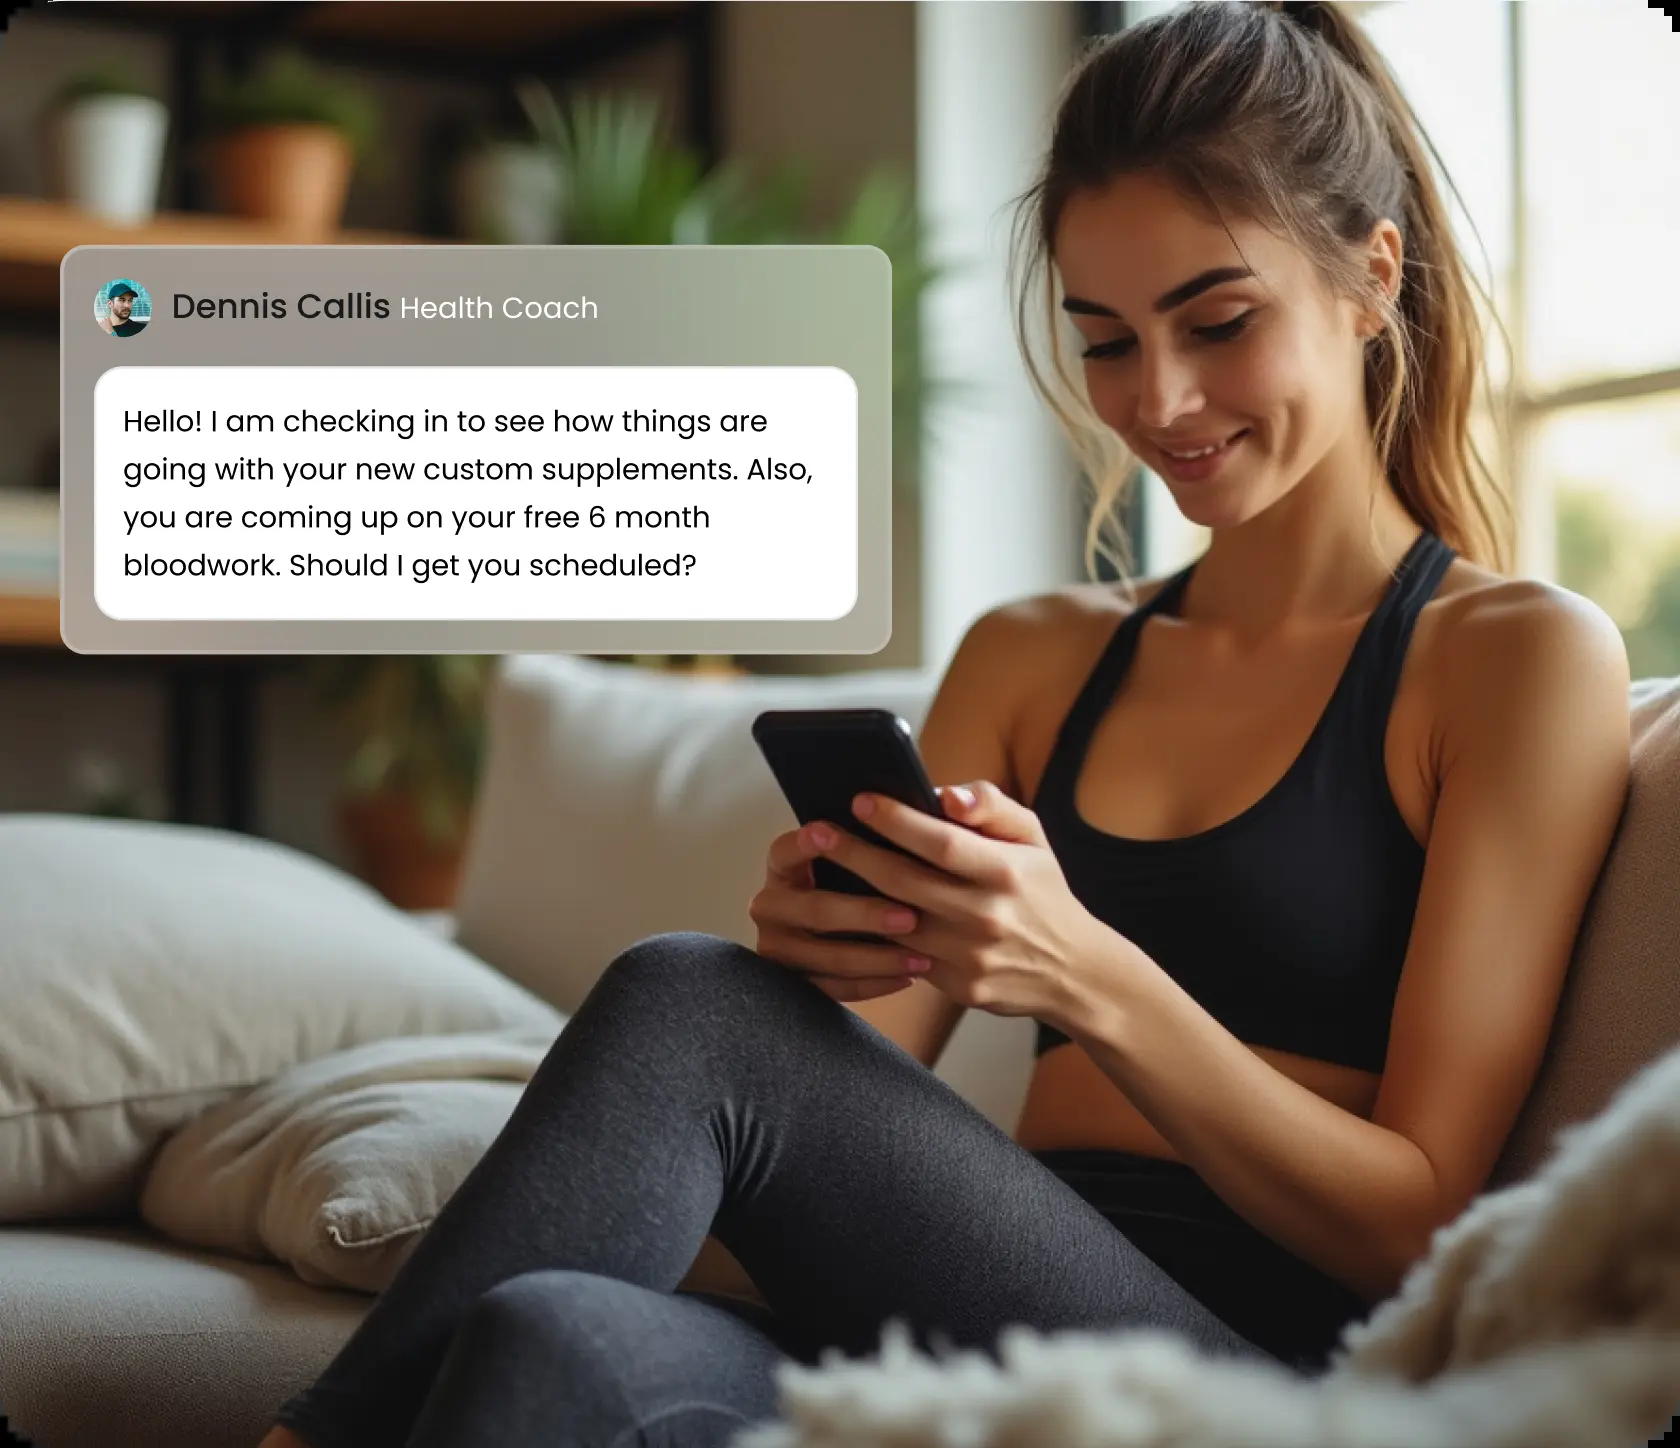 Dennis Callis Health Coach
Hello! I am checking in to see how things are
going with your new custom supplements. Also,
you are coming up on your free 6 month
bloodwork. Should I get you scheduled?